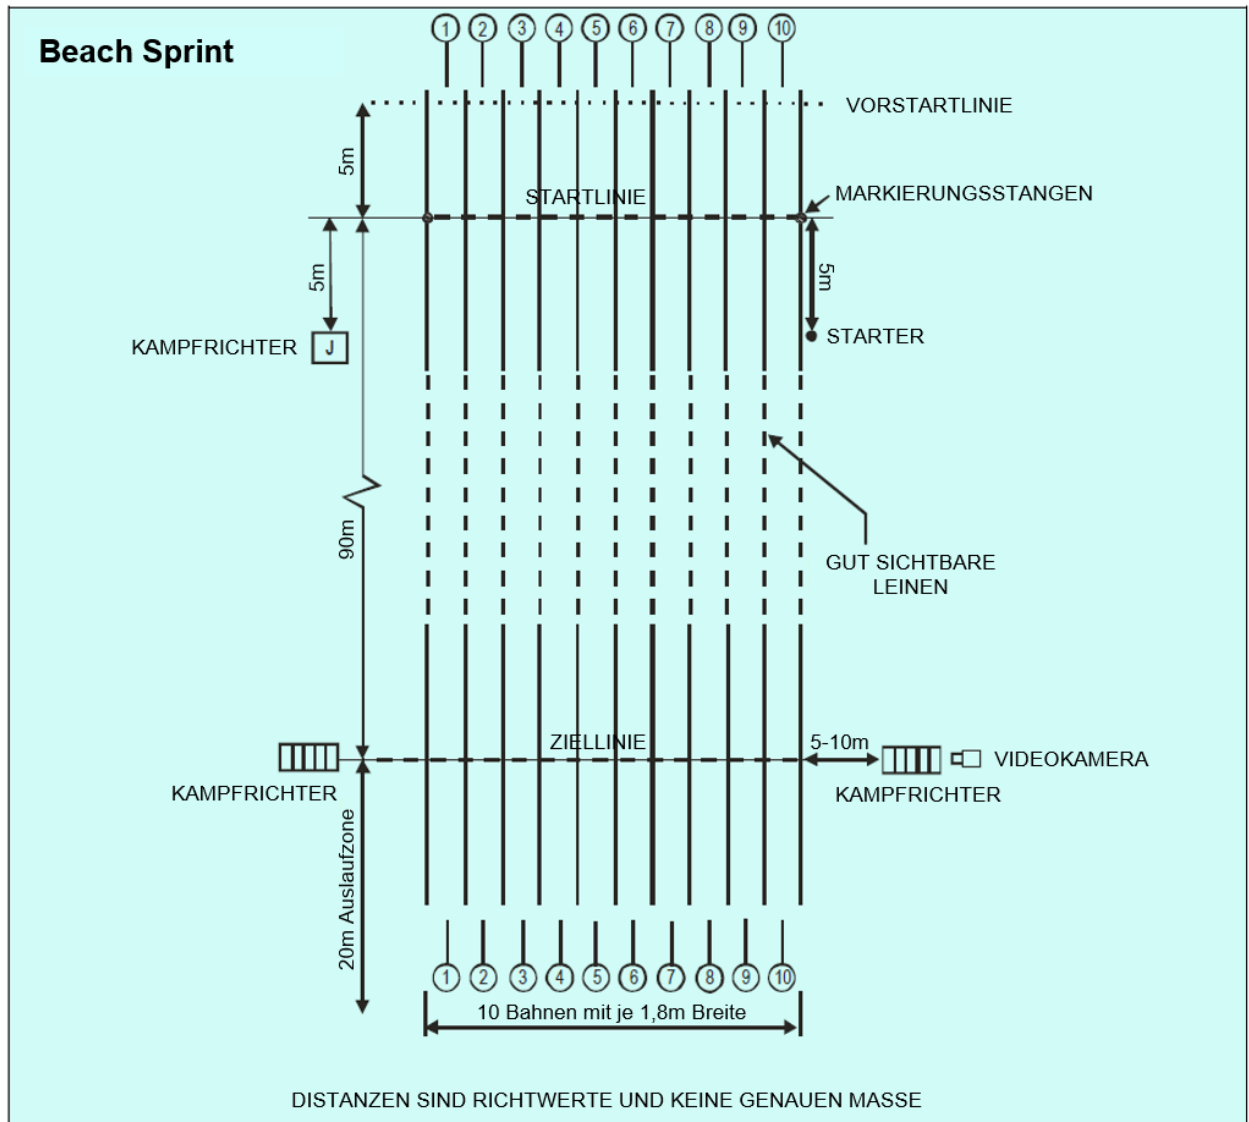 Beach Sprint
1 2 3 4 5 6 7 8 9 10
VORSTARTLINIE
5m
STARTLINIE
MARKIERUNGSSTANGEN
5m
5m
KAMPFRICHTER
J
STARTER
90m
GUT SICHTBARE
LEINEN
ZIELLINIE
5-10m
VIDEOKAMERA
KAMPFRICHTER
KAMPFRICHTER
20m Auslaufzone
1 2 3 4 5 6 7 8 9 10
10 Bahnen mit je 1,8m Breite
DISTANZEN SIND RICHTWERTE UND KEINE GENAUEN MASSE